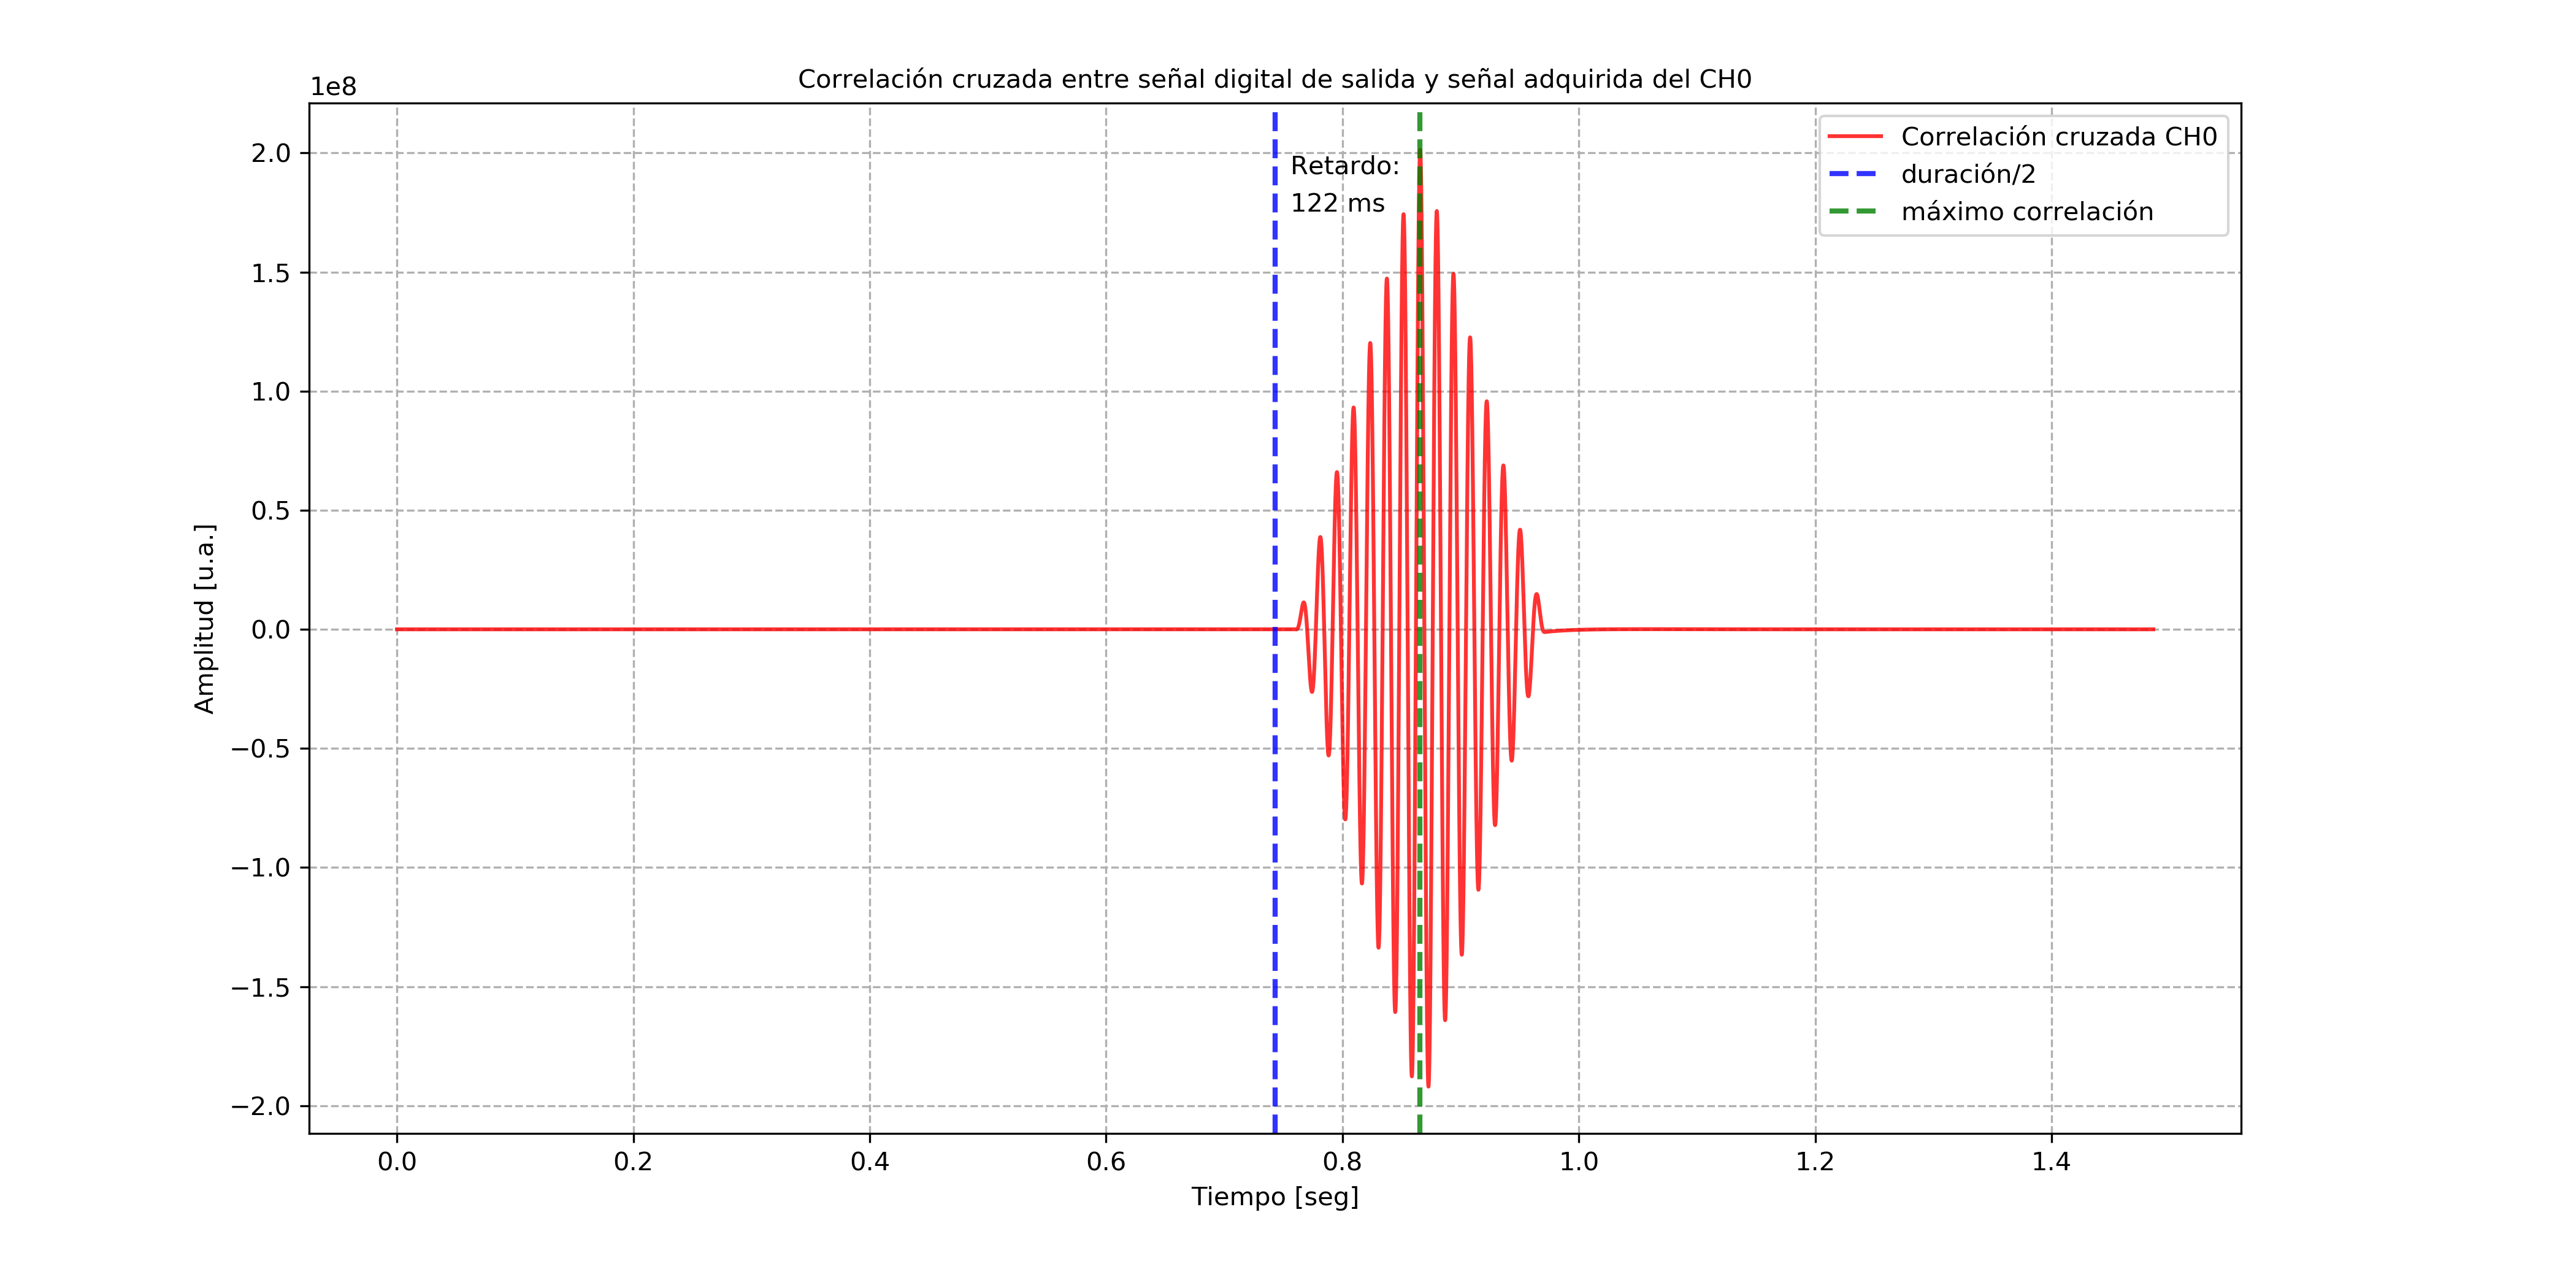 Correlación cruzada entre señal digital de salida y señal adquirida del CH0
1e8
2.0
1.5
1.0
0.5
0.0
−0.5
−1.0
−1.5
−2.0
Amplitud [u.a.]
Retardo:
122 ms
Correlación cruzada CH0
duración/2
máximo correlación
0.0 0.2 0.4 0.6 0.8 1.0 1.2 1.4
Tiempo [seg]